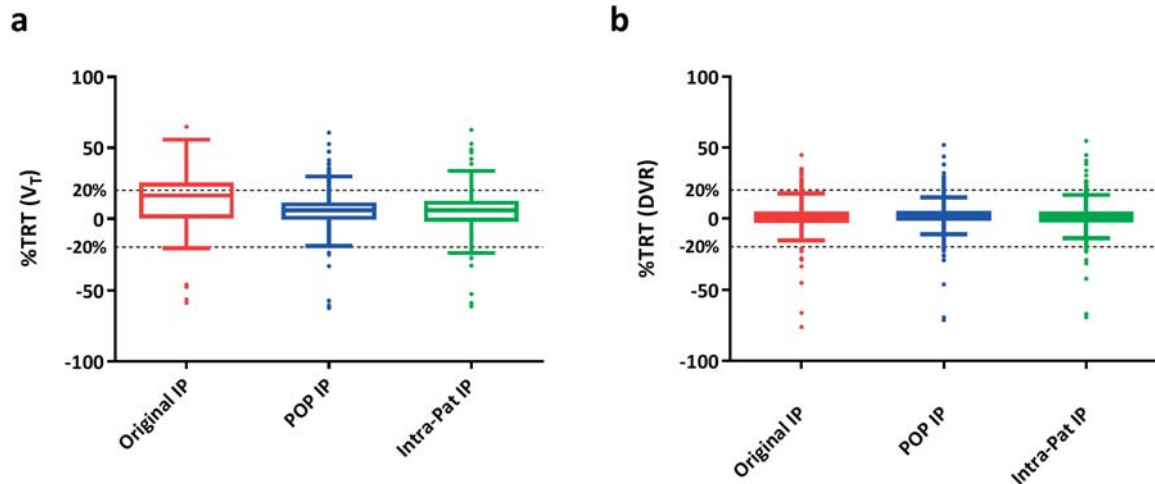 a
%TRT (V_T)
100
50
20%
0
-20%
-50
-100
Original IP
POP IP
Intra-Pat IP
b
%TRT (DVR)
100
50
20%
0
-20%
-50
-100
Original IP
POP IP
Intra-Pat IP